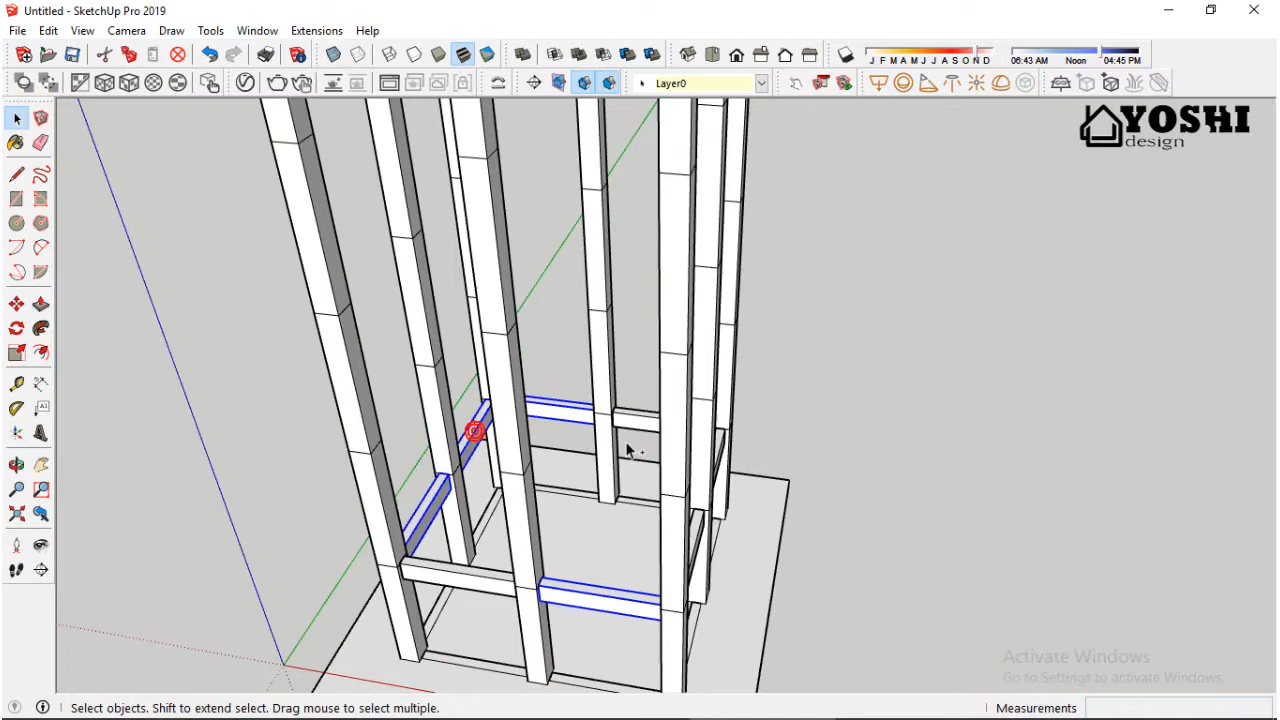 Untitled - SketchUp Pro 2019
File Edit View Camera Draw Tools Window Extensions Help
J F M A M J J A S O N D 06:43 AM Noon 04:45 PM
Layer0
YOSHI
design
A1
Activate Windows
Go to Settings to activate Windows.
Select objects. Shift to extend select. Drag mouse to select multiple. Measurements